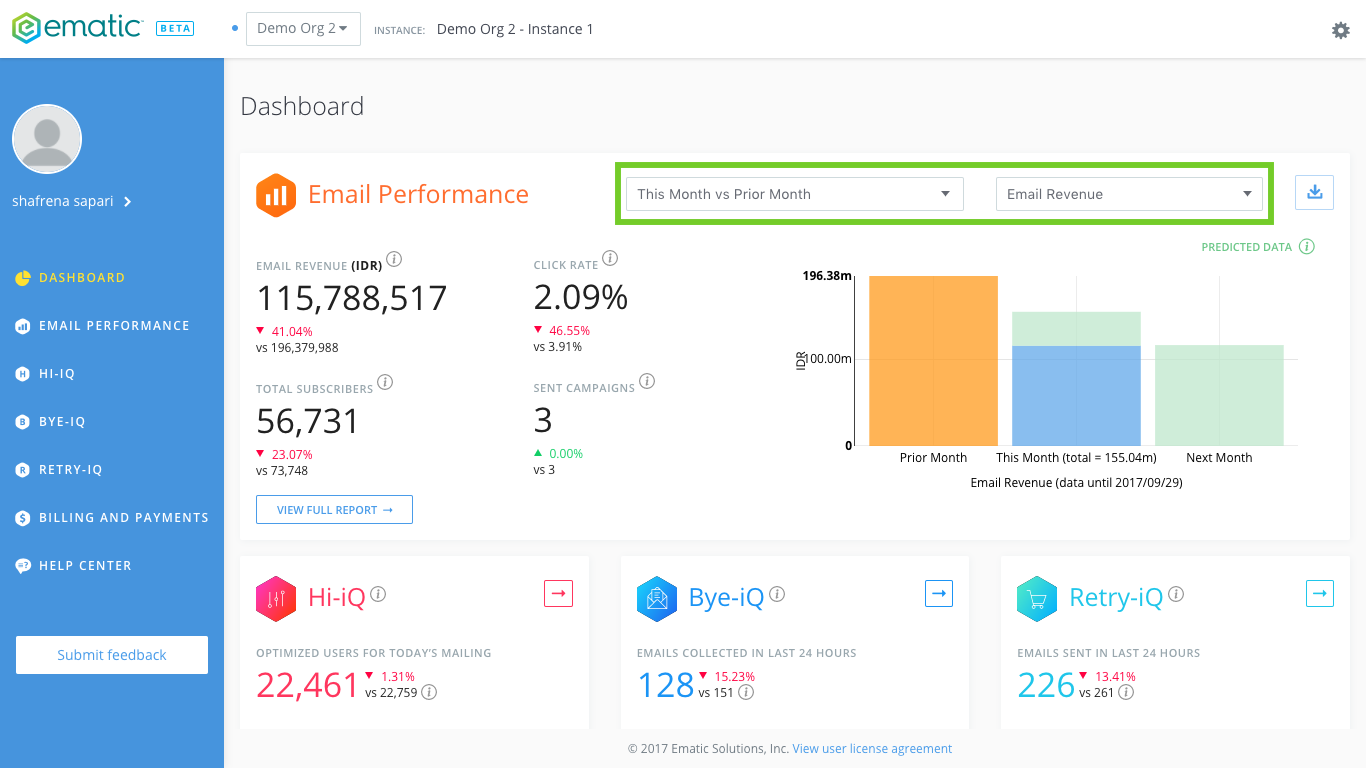 ematic BETA Demo Org 2 INSTANCE: Demo Org 2 - Instance 1
shafrena sapari
DASHBOARD
EMAIL PERFORMANCE
HI-IQ
BYE-IQ
RETRY-IQ
BILLING AND PAYMENTS
HELP CENTER
Submit feedback
Dashboard
Email Performance
This Month vs Prior Month
Email Revenue
EMAIL REVENUE (IDR)
115,788,517
41.04%
vs 196,379,988
CLICK RATE
2.09%
46.55%
vs 3.91%
TOTAL SUBSCRIBERS
56,731
23.07%
vs 73,748
SENT CAMPAIGNS
3
0.00%
vs 3
VIEW FULL REPORT
PREDICTED DATA
196.38m
100.00m
0
IDR
Prior Month
This Month (total = 155.04m)
Next Month
Email Revenue (data until 2017/09/29)
Hi-iQ
OPTIMIZED USERS FOR TODAY'S MAILING
22,461
1.31%
vs 22,759
Bye-iQ
EMAILS COLLECTED IN LAST 24 HOURS
128
15.23%
vs 151
Retry-iQ
EMAILS SENT IN LAST 24 HOURS
226
13.41%
vs 261
© 2017 Ematic Solutions, Inc. View user license agreement